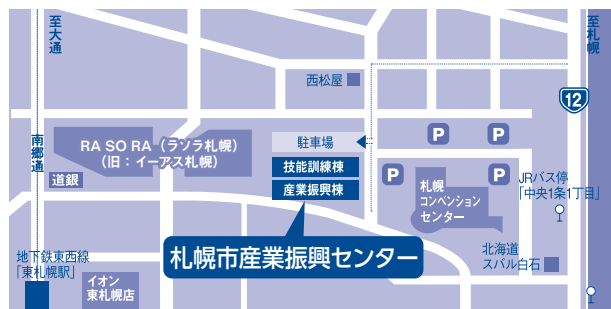 至大通
至札幌
西松屋
12
南郷通
RA SO RA（ラソラ札幌）
（旧：イーアス札幌）
駐車場
P
P
技能訓練棟
産業振興棟
道銀
P
P
札幌
コンベンション
センター
JRバス停
「中央1条1丁目」
札幌市産業振興センター
地下鉄東西線
「東札幌駅」
イオン
東札幌店
北海道
スバル白石